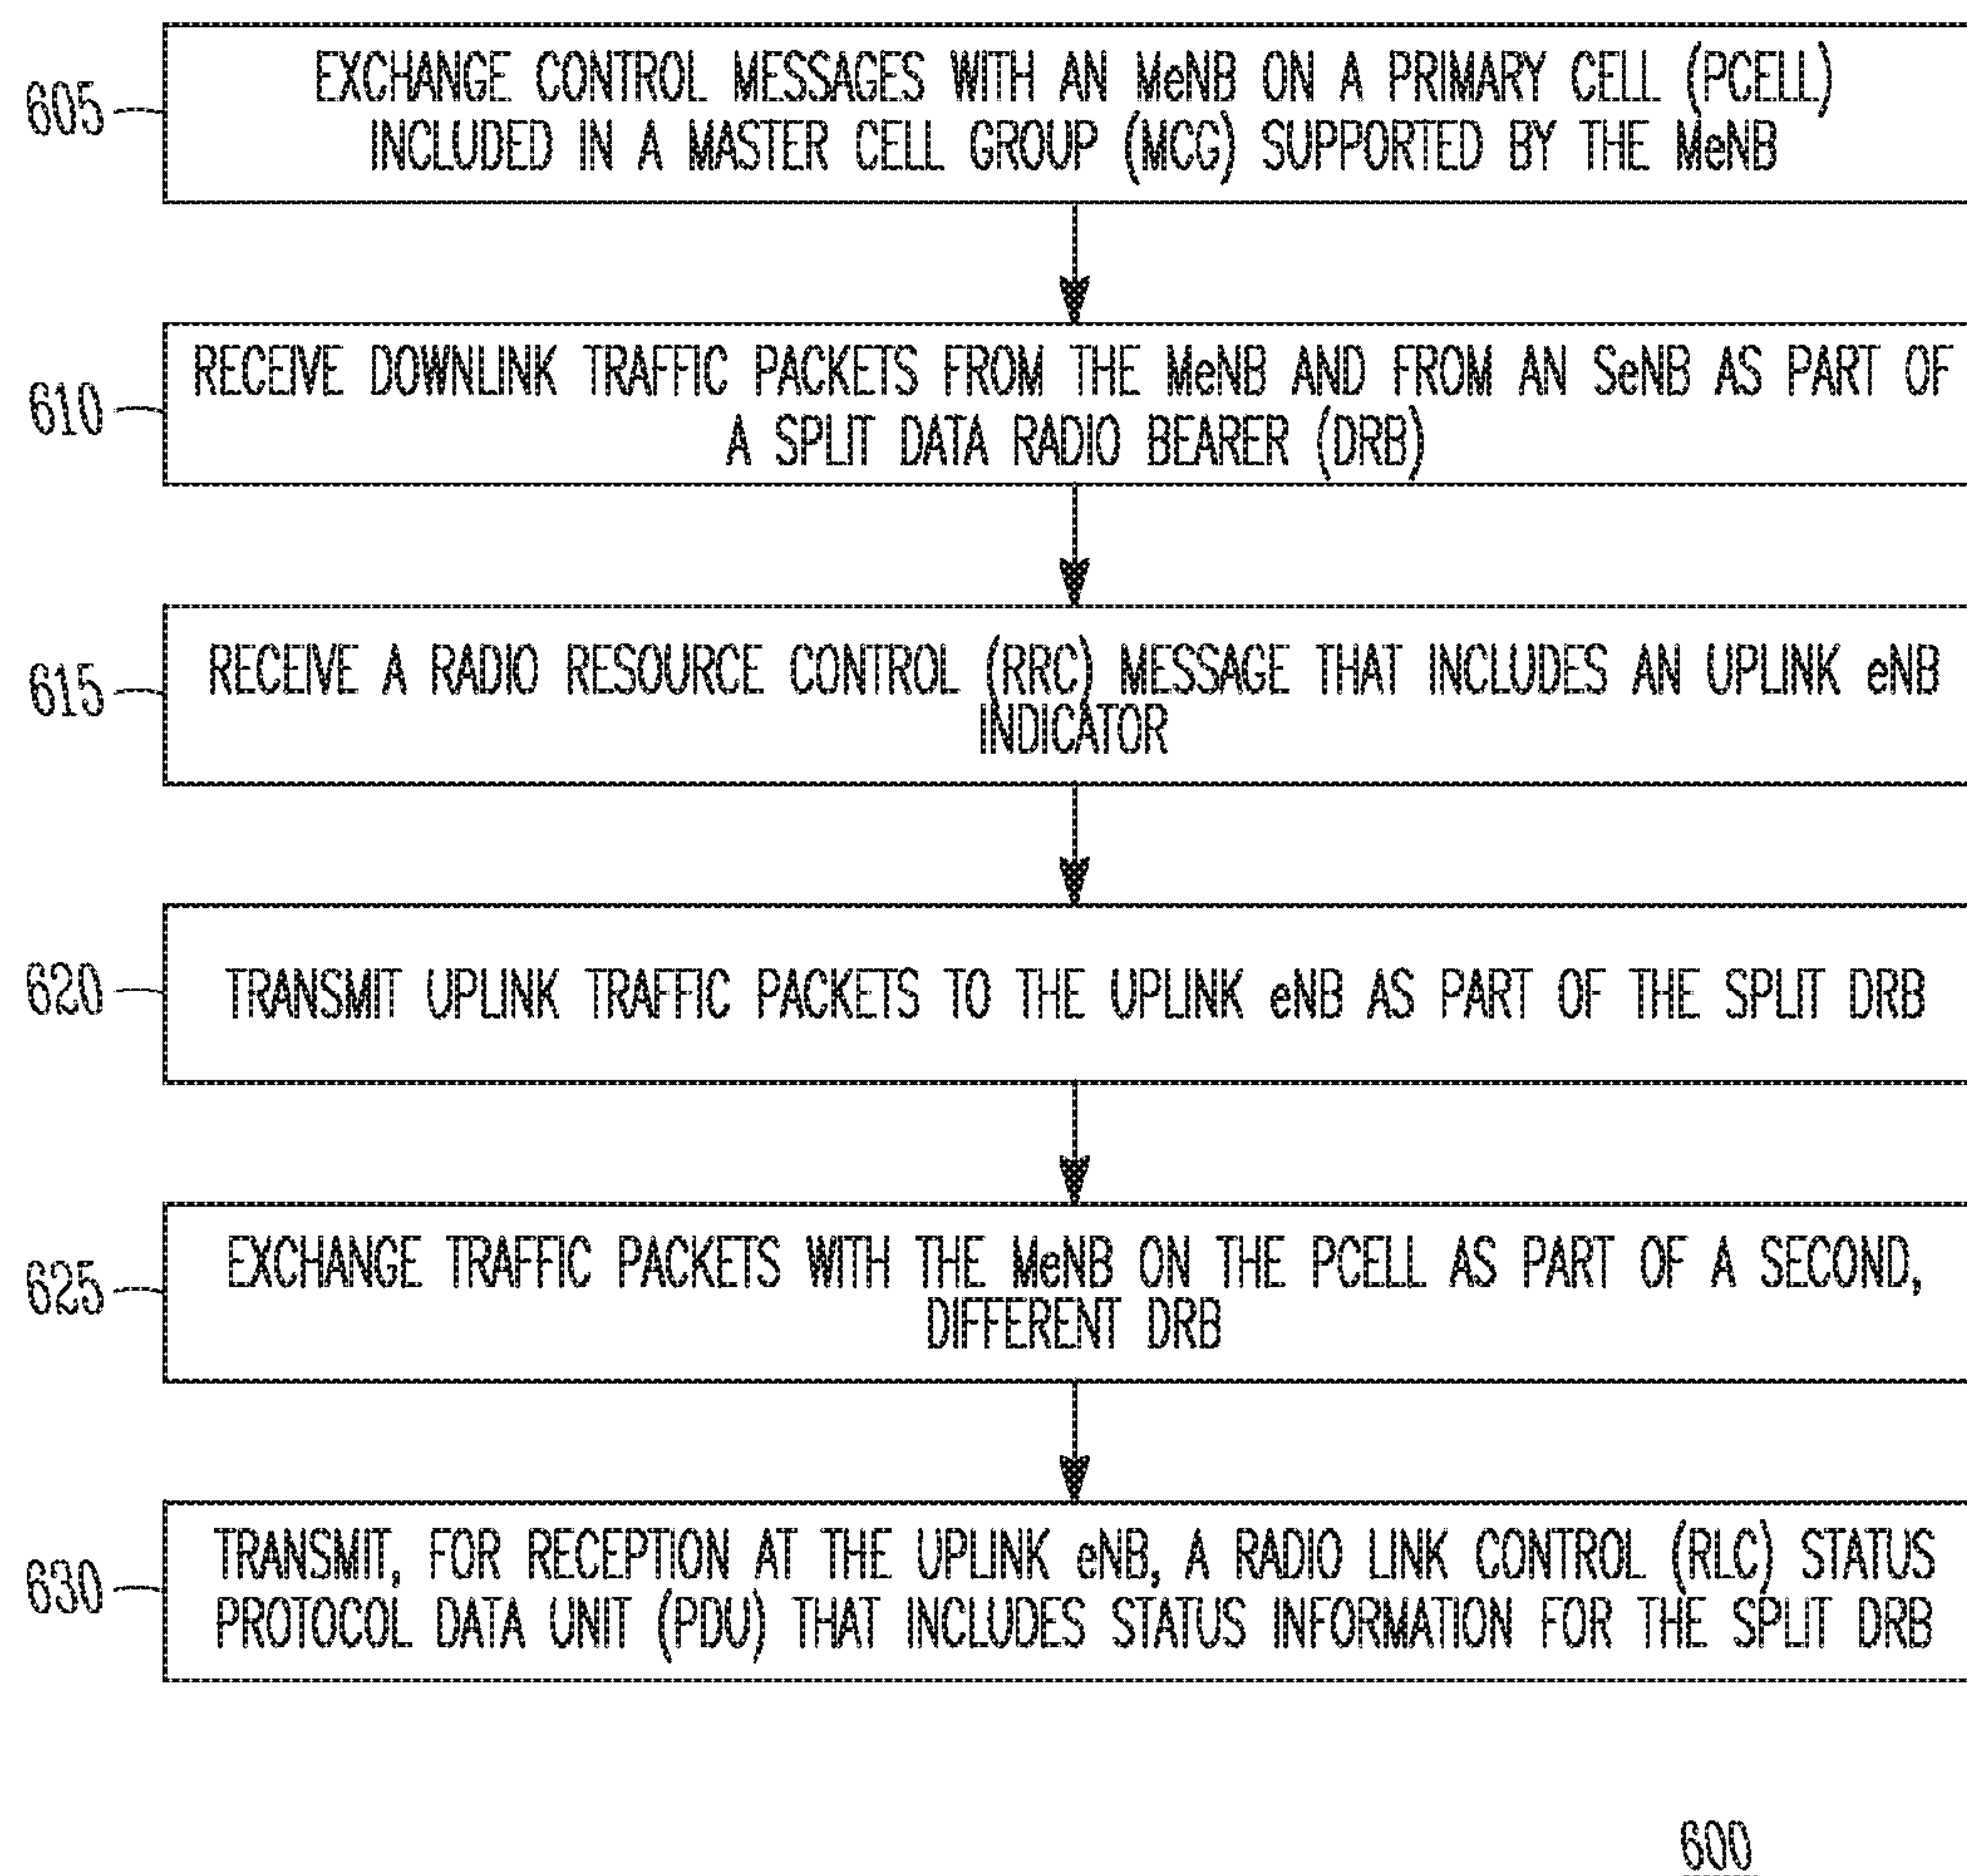 605
EXCHANGE CONTROL MESSAGES WITH AN MeNB ON A PRIMARY CELL (PCELL)
INCLUDED IN A MASTER CELL GROUP (MCG) SUPPORTED BY THE MeNB
610
RECEIVE DOWNLINK TRAFFIC PACKETS FROM THE MeNB AND FROM AN SeNB AS PART OF
A SPLIT DATA RADIO BEARER (DRB)
615
RECEIVE A RADIO RESOURCE CONTROL (RRC) MESSAGE THAT INCLUDES AN UPLINK eNB
INDICATOR
620
TRANSMIT UPLINK TRAFFIC PACKETS TO THE UPLINK eNB AS PART OF THE SPLIT DRB
625
EXCHANGE TRAFFIC PACKETS WITH THE MeNB ON THE PCELL AS PART OF A SECOND,
DIFFERENT DRB
630
TRANSMIT, FOR RECEPTION AT THE UPLINK eNB, A RADIO LINK CONTROL (RLC) STATUS
PROTOCOL DATA UNIT (PDU) THAT INCLUDES STATUS INFORMATION FOR THE SPLIT DRB
600